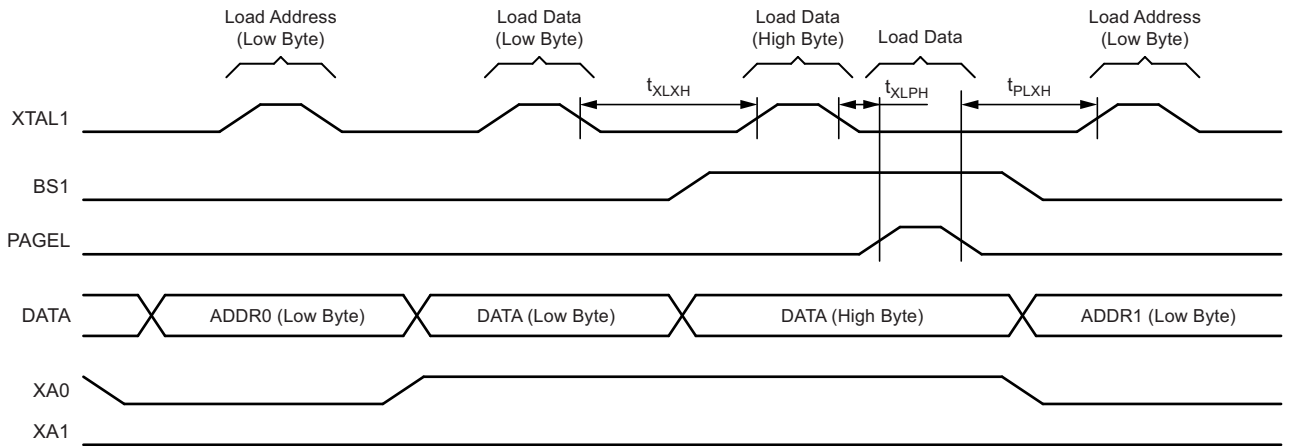 Load Address
(Low Byte)
Load Data
(Low Byte)
Load Data
(High Byte)
Load Data
Load Address
(Low Byte)
tXLXH
tXLPH
tPLXH
XTAL1
BS1
PAGEL
DATA
ADDR0 (Low Byte)
DATA (Low Byte)
DATA (High Byte)
ADDR1 (Low Byte)
XA0
XA1